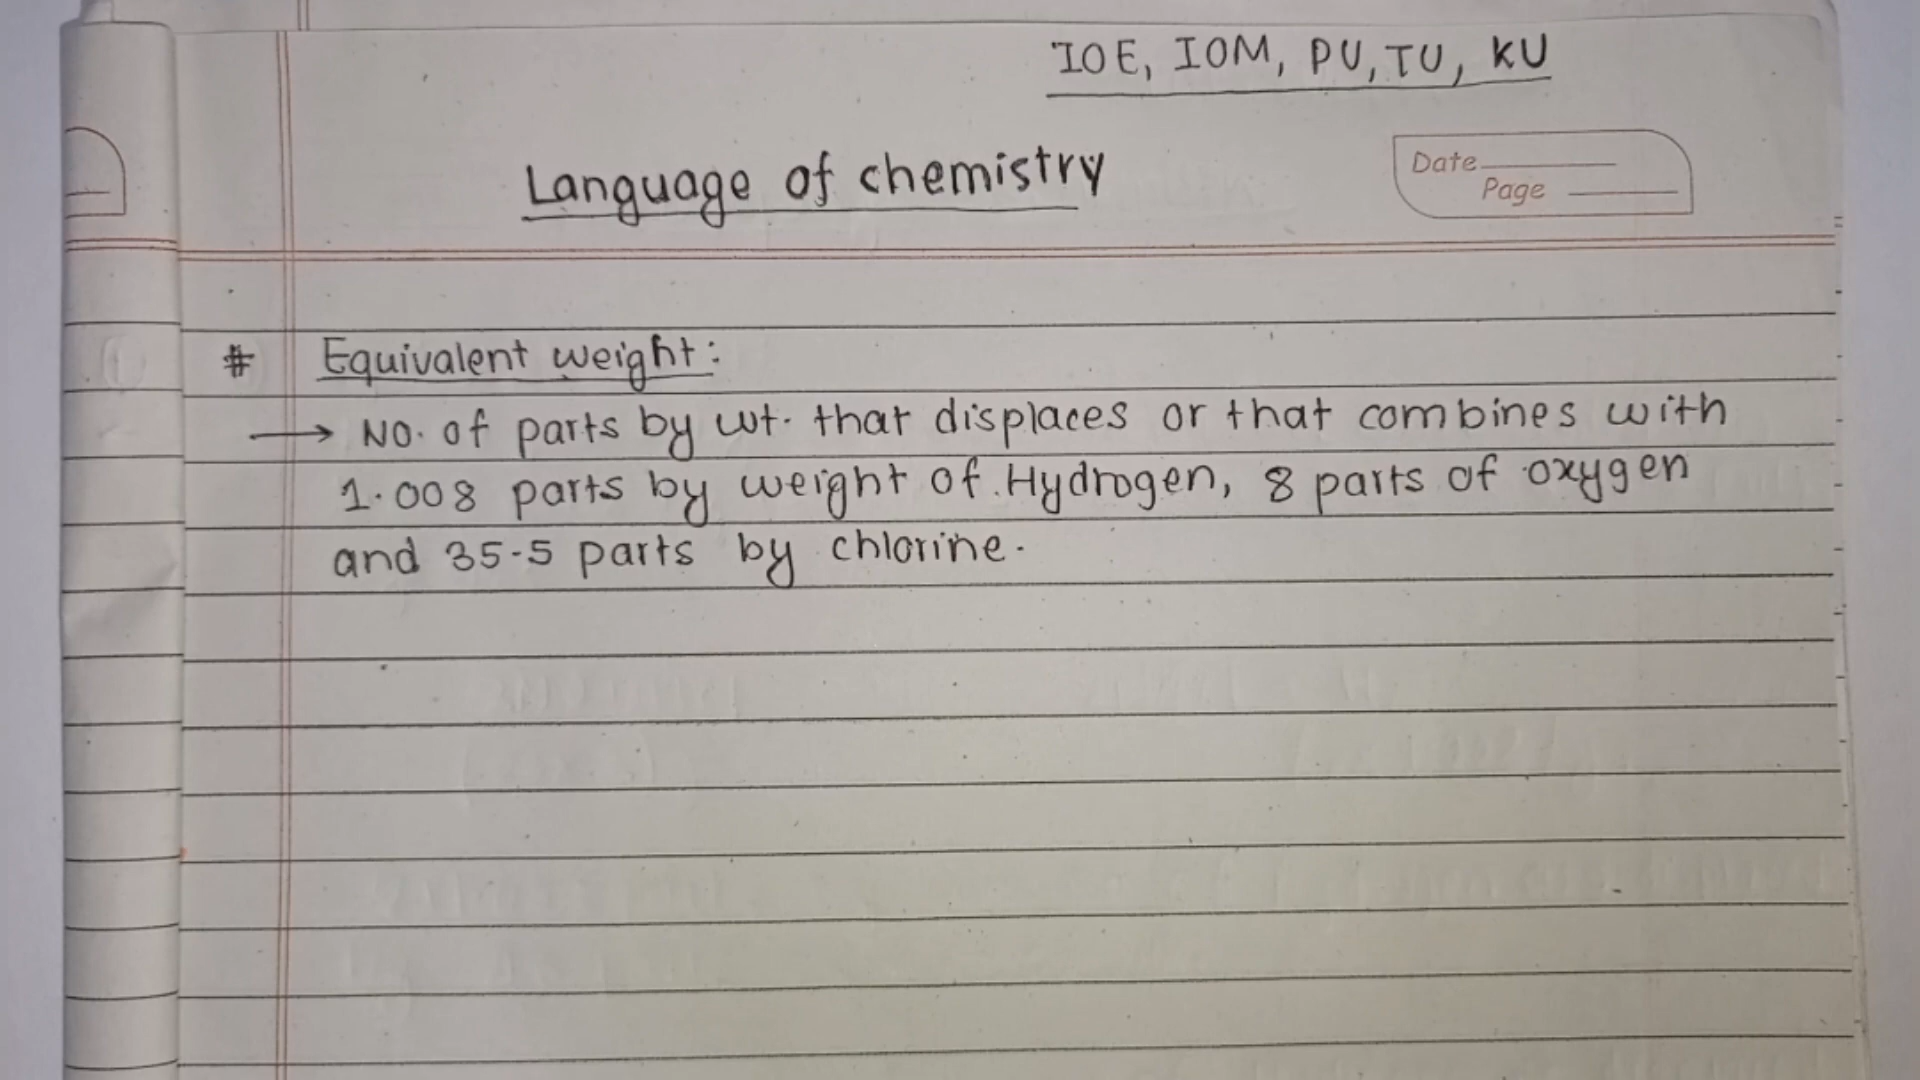 IOE, IOM, PU, TU, KU
Language of chemistry
Date
Page
# Equivalent weight:
→ No. of parts by wt. that displaces or that combines with
1.008 parts by weight of Hydrogen, 8 parts of oxygen
and 35.5 parts by chlorine.